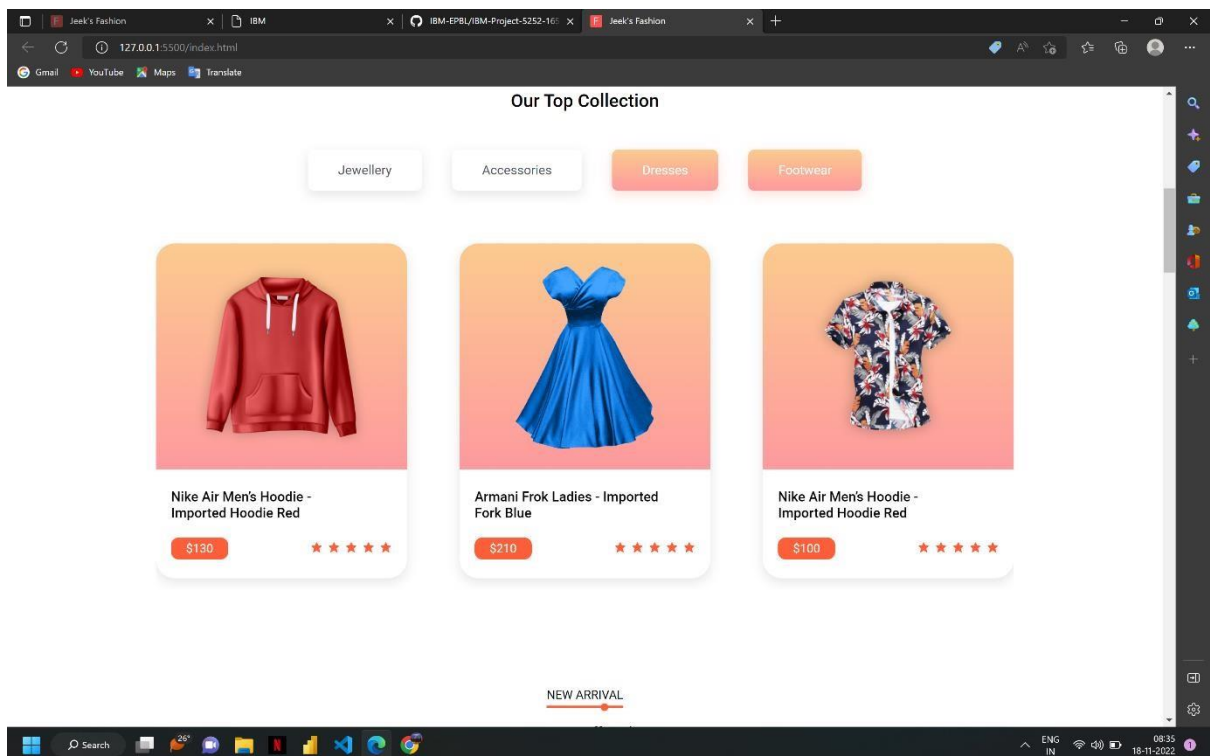 Jeek's Fashion
IBM
IBM-EPBL/IBM-Project-5252-165
Jeek's Fashion
127.0.0.1:5500/index.html
Gmail YouTube Maps Translate
Our Top Collection
Jewellery Accessories Dresses Footwear
Nike Air Men's Hoodie -
Imported Hoodie Red
$130
Armani Frok Ladies - Imported
Fork Blue
$210
Nike Air Men's Hoodie -
Imported Hoodie Red
$100
NEW ARRIVAL
Search
26°
ENG
IN
08:35
18-11-2022
1